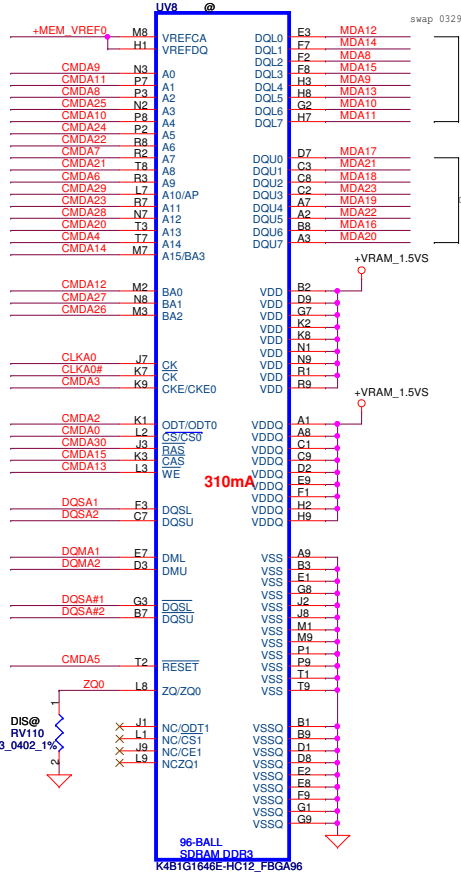 UV8 @
swap 0329
+MEM_VREF0 M8 VREFCA DQL0 E3 MDA12
H1 VREFDQ DQL1 F7 MDA14
DQL2 F2 MDA8
CMDA9 N3 A0 DQL3 F8 MDA15
CMDA11 P7 A1 DQL4 H3 MDA9
CMDA8 P3 A2 DQL5 H8 MDA13
CMDA25 N2 A3 DQL6 G2 MDA10
CMDA10 P8 A4 DQL7 H7 MDA11
CMDA24 P2 A5
CMDA22 R8 A6
CMDA7 R2 A7 DQU0 D7 MDA17
CMDA21 T8 A8 DQU1 C3 MDA21
CMDA6 R3 A9 DQU2 C8 MDA18
CMDA29 L7 A10/AP DQU3 C2 MDA23
CMDA23 R7 A11 DQU4 A7 MDA19
CMDA28 N7 A12 DQU5 A2 MDA22
CMDA20 T3 A13 DQU6 B8 MDA16
CMDA4 T7 A14 DQU7 A3 MDA20
CMDA14 M7 A15/BA3
+VRAM_1.5VS
CMDA12 M2 BA0 VDD B2
CMDA27 N8 BA1 VDD D9
CMDA26 M3 BA2 VDD G7
VDD K2
VDD K8
VDD N1
CLKA0 J7 CK VDD N9
CLKA0# K7 CK VDD R1
CMDA3 K9 CKE/CKE0 VDD R9
+VRAM_1.5VS
CMDA2 K1 ODT/ODT0 VDDQ A1
CMDA0 L2 CS/CS0 VDDQ A8
CMDA30 J3 RAS VDDQ C1
CMDA15 K3 CAS VDDQ C9
CMDA13 L3 WE VDDQ D2
310mA VDDQ E9
VDDQ F1
DQSA1 F3 DQSL VDDQ H2
DQSA2 C7 DQSU VDDQ H9
DQMA1 E7 DML VSS A9
DQMA2 D3 DMU VSS B3
VSS E1
VSS G8
DQSA#1 G3 DQSL VSS J2
DQSA#2 B7 DQSU VSS J8
VSS M1
VSS M9
VSS P1
CMDA5 T2 RESET VSS P9
VSS T1
ZQ0 L8 ZQ/ZQ0 VSS T9
1
DIS@
RV110
3_0402_1%
2
J1 NC/ODT1 VSSQ B1
L1 NC/CS1 VSSQ B9
J9 NC/CE1 VSSQ D1
L9 NCZQ1 VSSQ D8
VSSQ E2
VSSQ E8
VSSQ F9
VSSQ G1
VSSQ G9
96-BALL
SDRAM DDR3
K4B1G1646E-HC12_FBGA96